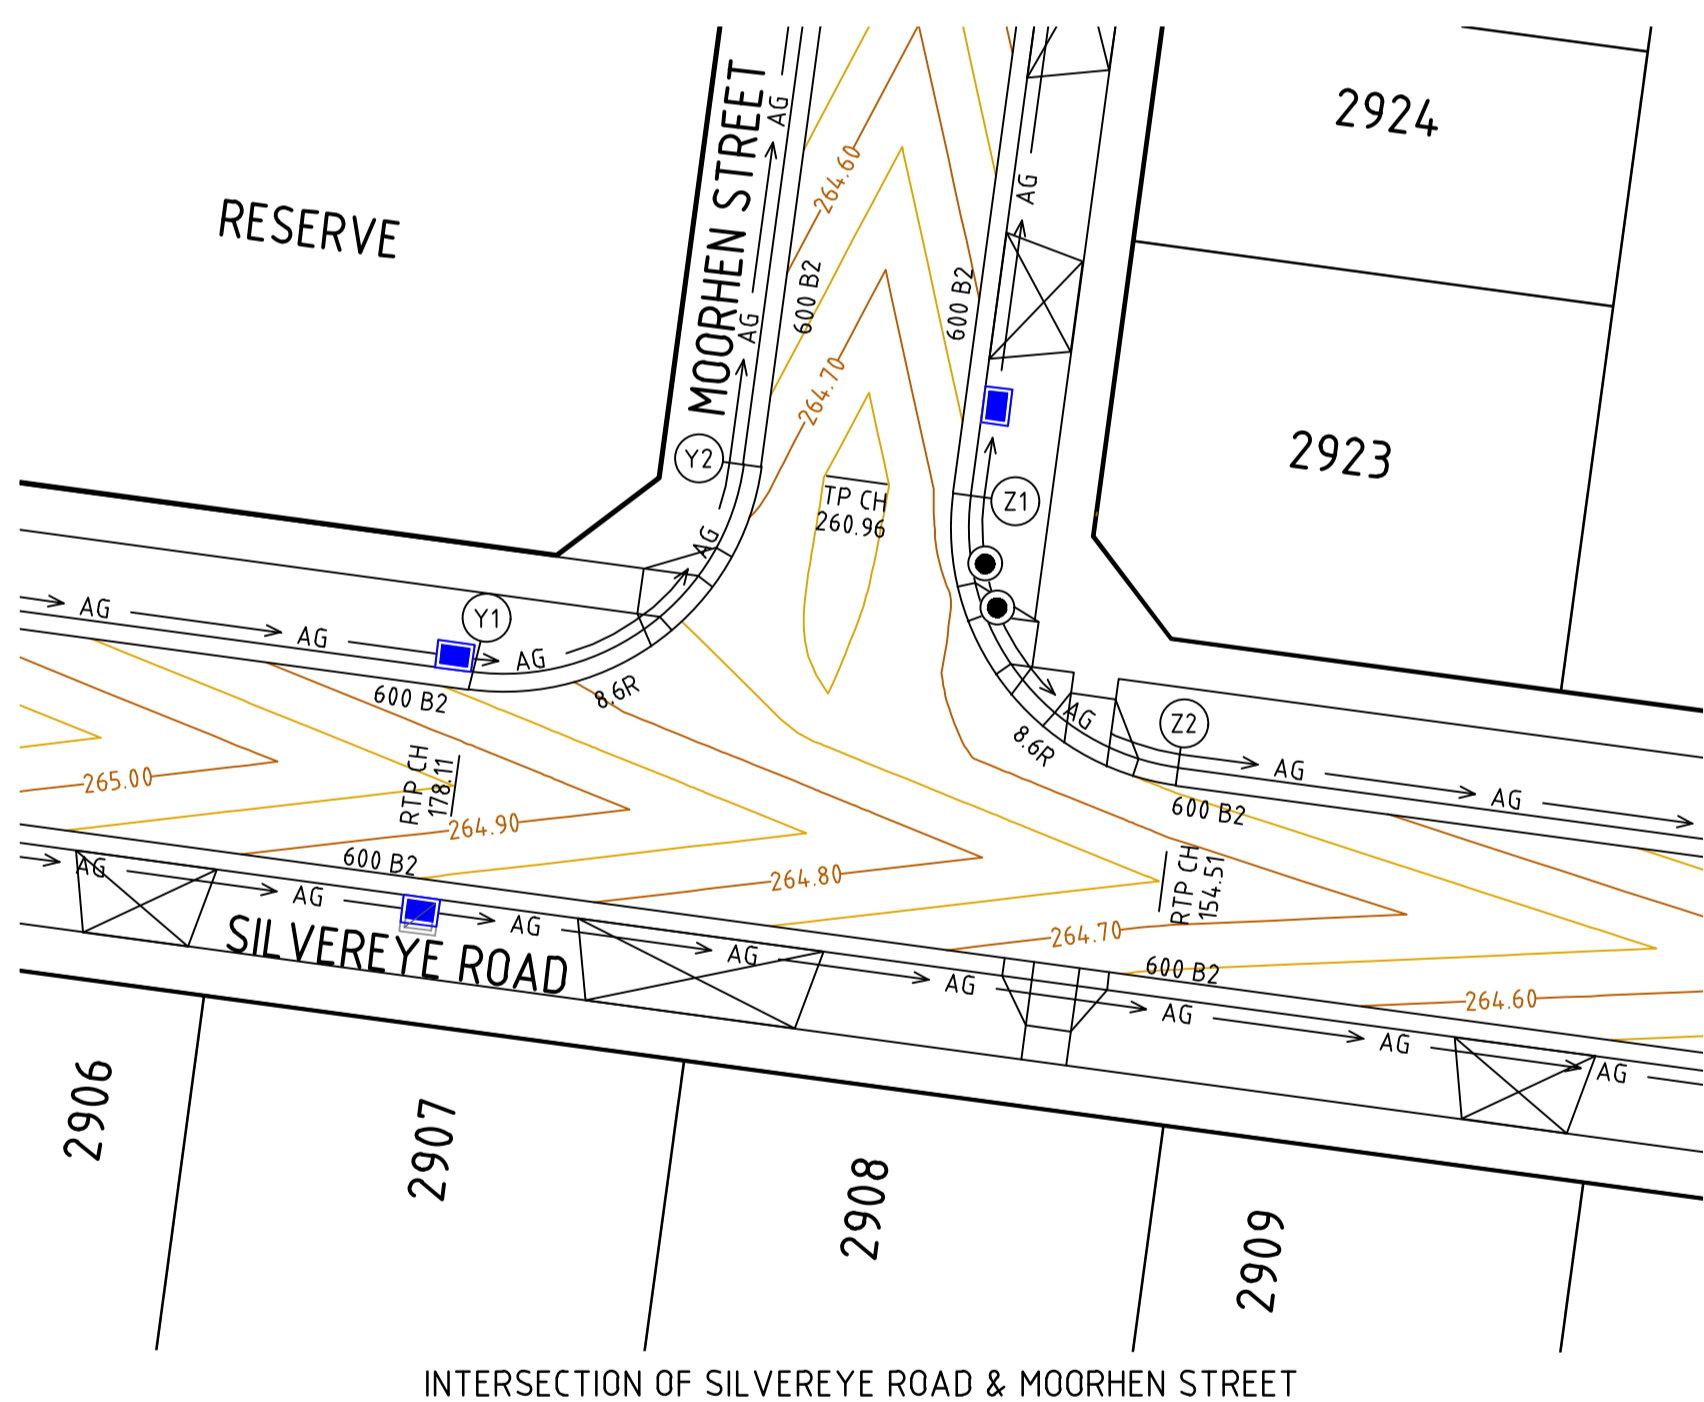 2924
264.60
MOORHEN STREET
AG
AG
RESERVE
600 B2
600 B2
AG
264.70
2923
Y2
TP CH
260.96
Z1
AG
AG
Y1
AG
AG
8.6R
600 B2
AG
8.6R
Z2
AG
AG
600 B2
265.00
RTP CH
178.11
264.90
600 B2
264.80
RTP CH
154.51
264.70
600 B2
264.60
AG
AG
AG
AG
AG
AG
AG
AG
SILVEREYE ROAD
2906
2907
2908
2909
INTERSECTION OF SILVEREYE ROAD & MOORHEN STREET